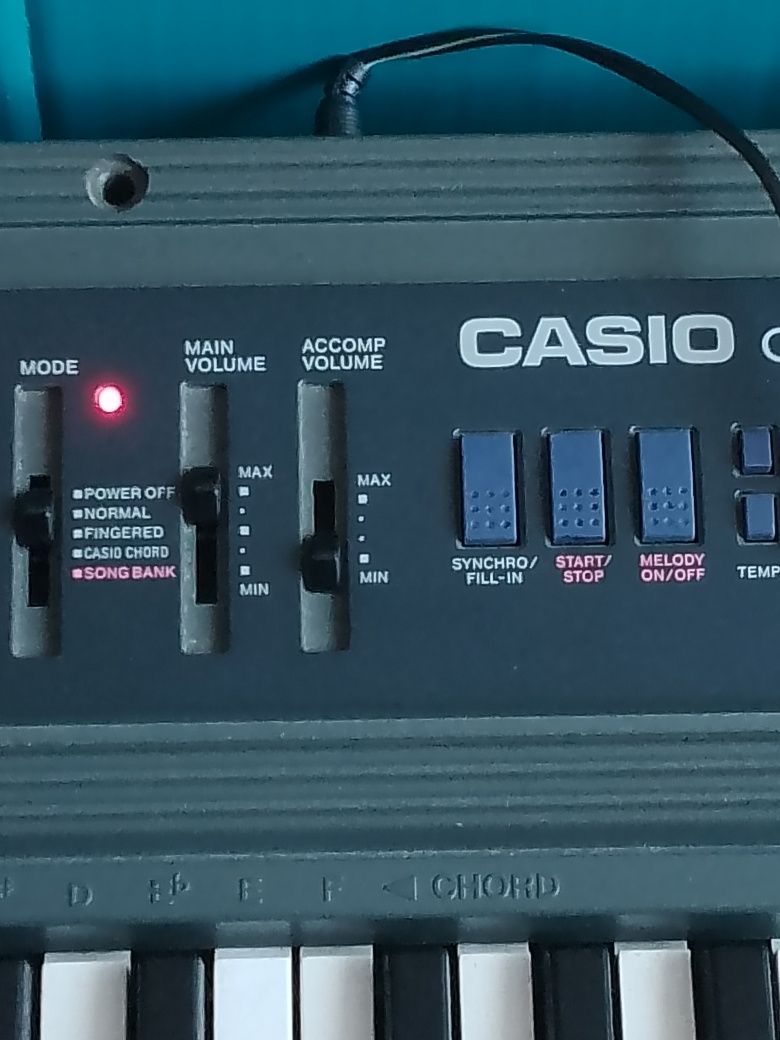 CASIO
MODE
MAIN
VOLUME
ACCOMP
VOLUME
POWER OFF
NORMAL
FINGERED
CASIO CHORD
SONG BANK
MAX
MIN
MAX
MIN
SYNCHRO/
FILL-IN
START/
STOP
MELODY
ON/OFF
D E♭ E F ◁ CHORD